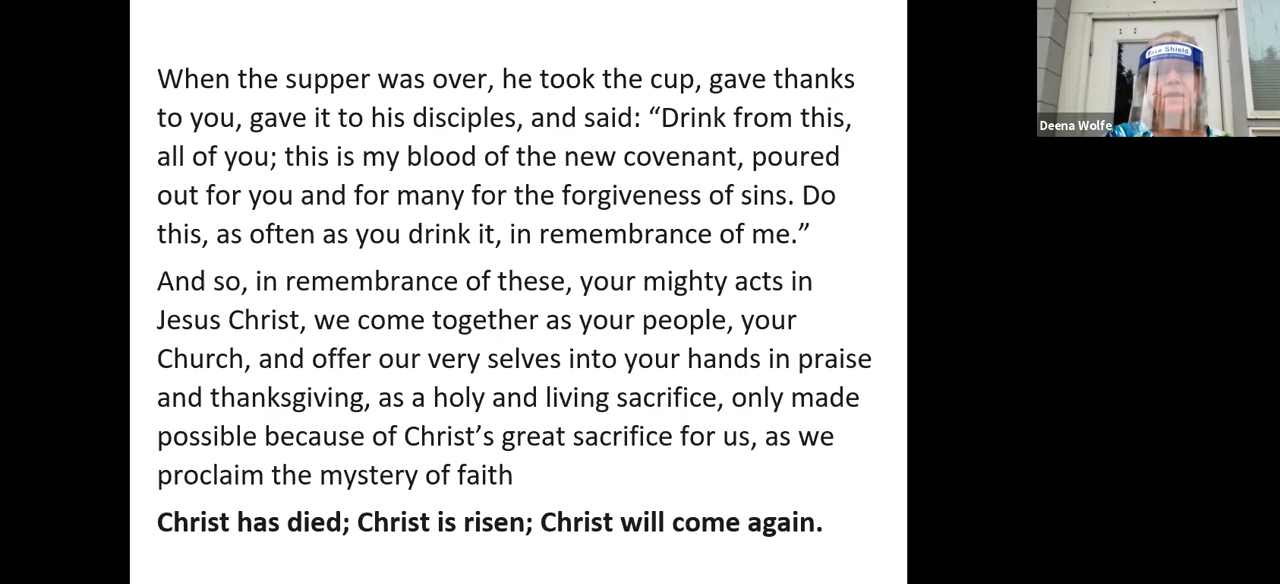 When the supper was over, he took the cup, gave thanks
to you, gave it to his disciples, and said: “Drink from this,
all of you; this is my blood of the new covenant, poured
out for you and for many for the forgiveness of sins. Do
this, as often as you drink it, in remembrance of me.”
And so, in remembrance of these, your mighty acts in
Jesus Christ, we come together as your people, your
Church, and offer our very selves into your hands in praise
and thanksgiving, as a holy and living sacrifice, only made
possible because of Christ’s great sacrifice for us, as we
proclaim the mystery of faith
Christ has died; Christ is risen; Christ will come again.
Face Shield
Deena Wolfe